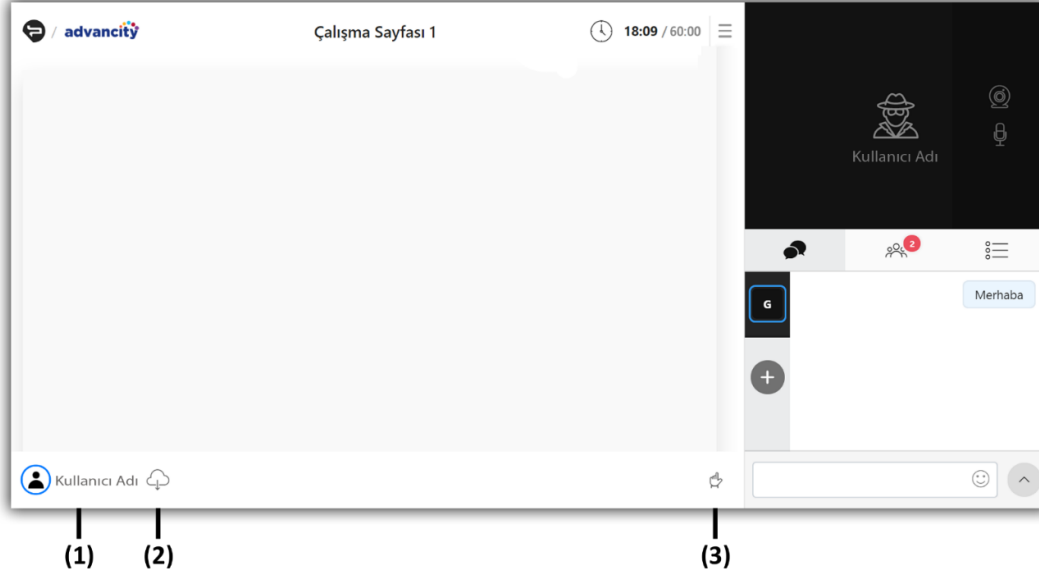 / advancity
Çalışma Sayfası 1
18:09 / 60:00
Kullanıcı Adı
2
G
Merhaba
Kullanıcı Adı
(1)
(2)
(3)